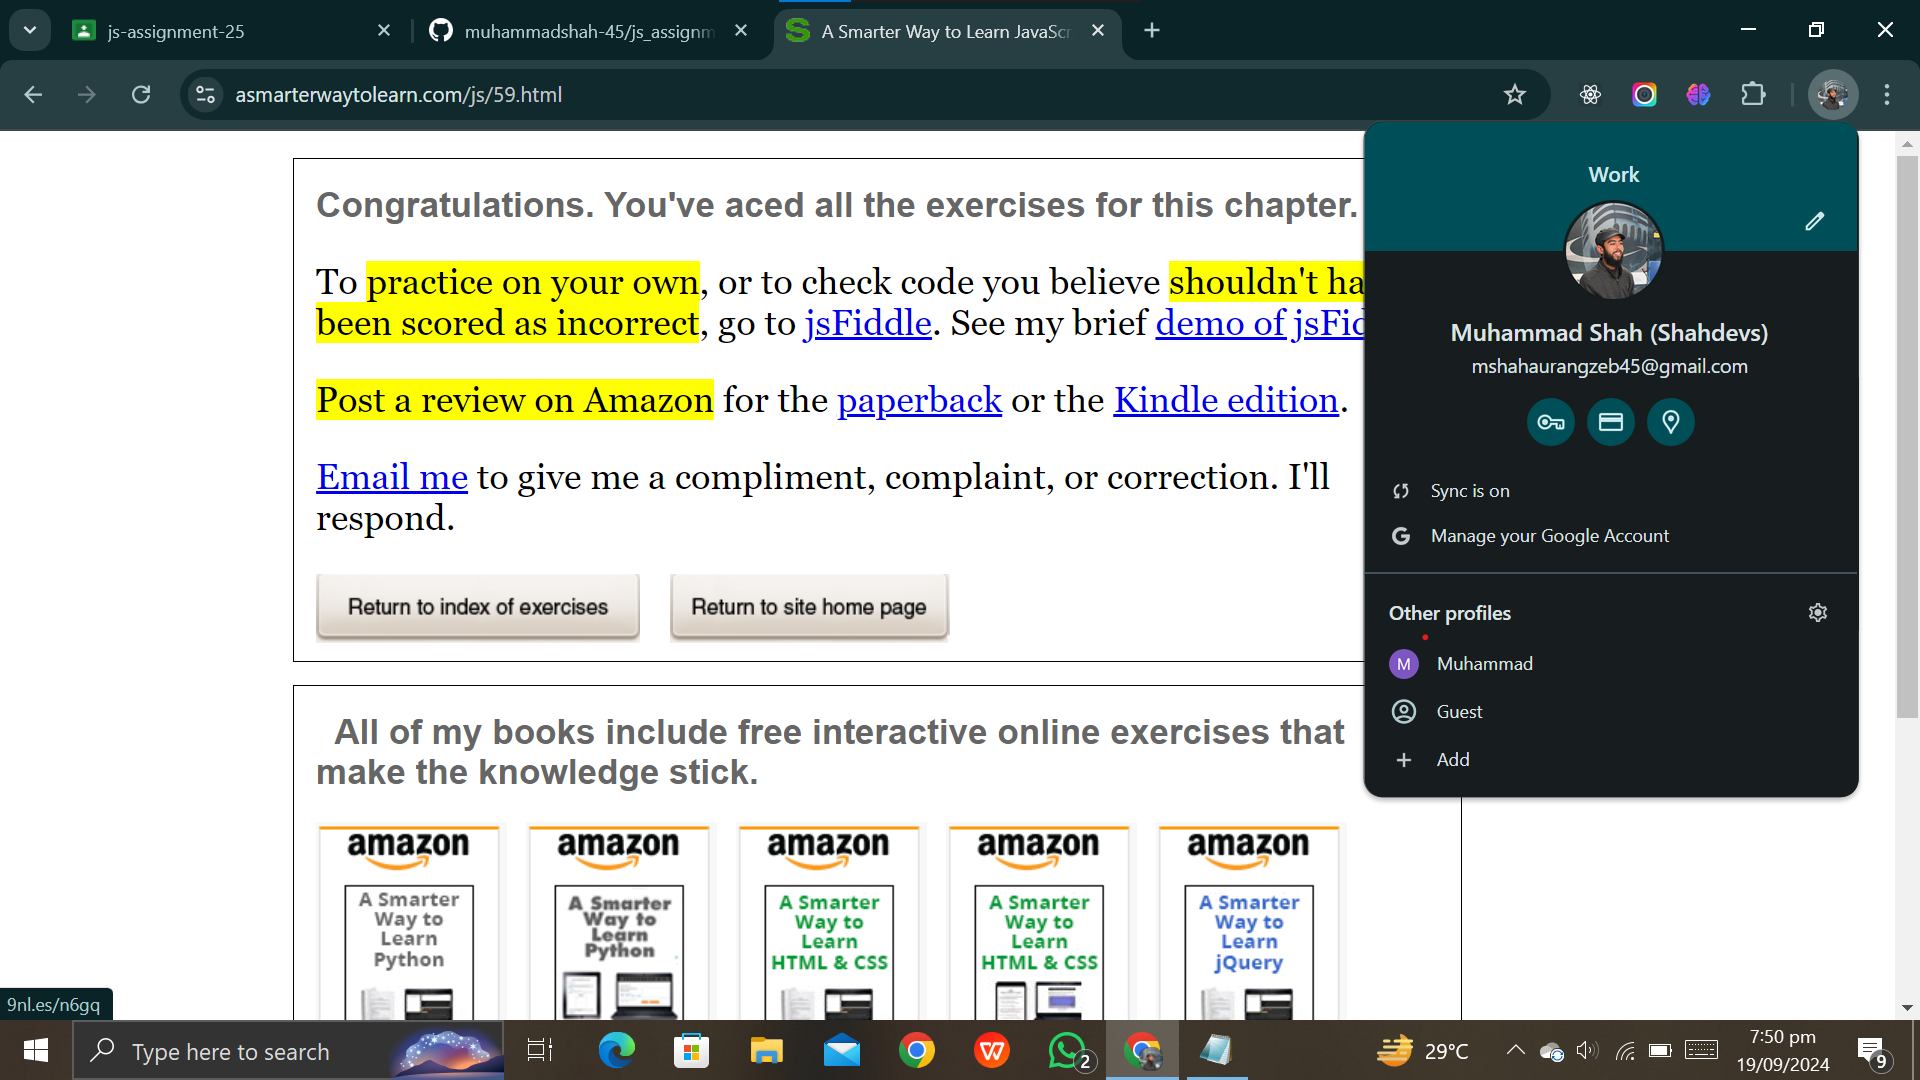 js-assignment-25
muhammadshah-45/js_assignm
A Smarter Way to Learn JavaScr
asmarterwaytolearn.com/js/59.html
Congratulations. You've aced all the exercises for this chapter.
To practice on your own, or to check code you believe shouldn't ha
been scored as incorrect, go to jsFiddle. See my brief demo of jsFid
Post a review on Amazon for the paperback or the Kindle edition.
Email me to give me a compliment, complaint, or correction. I'll
respond.
Return to index of exercises
Return to site home page
Work
Muhammad Shah (Shahdevs)
mshahaurangzeb45@gmail.com
Sync is on
G Manage your Google Account
Other profiles
M Muhammad
Guest
Add
All of my books include free interactive online exercises that
make the knowledge stick.
amazon
A Smarter
Way to
Learn
Python
amazon
A Smarter
Way to
Learn
Python
amazon
A Smarter
Way to
Learn
HTML & CSS
amazon
A Smarter
Way to
Learn
HTML & CSS
amazon
A Smarter
Way to
Learn
jQuery
9nl.es/n6gq
Type here to search
2
29°C
7:50 pm
19/09/2024
9